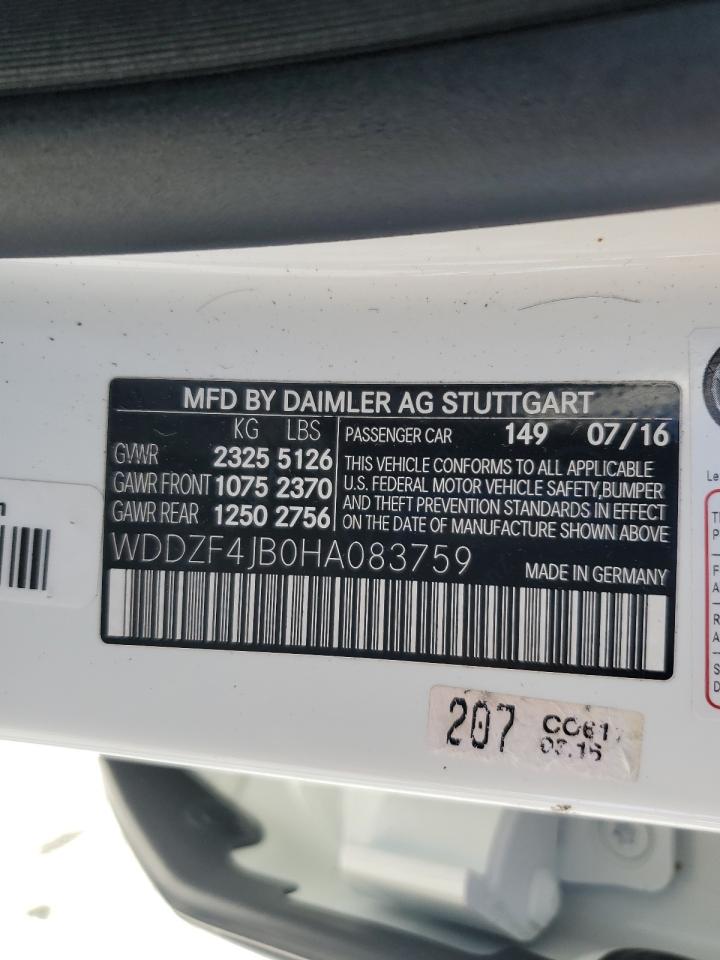 MFD BY DAIMLER AG STUTTGART
KG LBS
GVWR 2325 5126
GAWR FRONT 1075 2370
GAWR REAR 1250 2756
PASSENGER CAR 149 07/16
THIS VEHICLE CONFORMS TO ALL APPLICABLE
U.S. FEDERAL MOTOR VEHICLE SAFETY,BUMPER
AND THEFT PREVENTION STANDARDS IN EFFECT
ON THE DATE OF MANUFACTURE SHOWN ABOVE
WDDZF4JB0HA083759
MADE IN GERMANY
207
Le